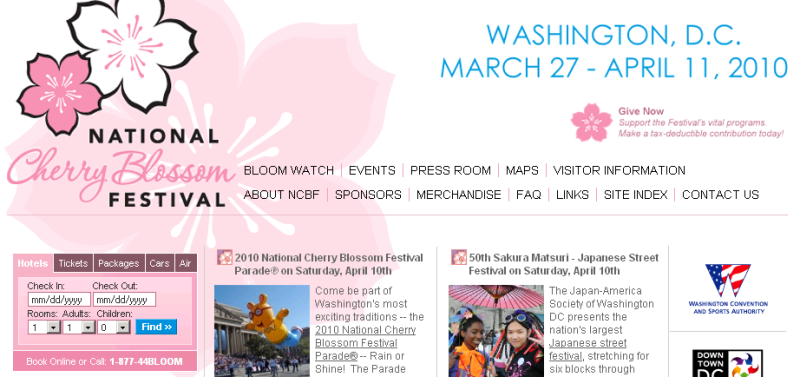 WASHINGTON, D.C.
MARCH 27 - APRIL 11, 2010
Give Now
Support the Festival's vital programs.
Make a tax-deductible contribution today!
NATIONAL
Cherry Blossom
FESTIVAL
BLOOM WATCH | EVENTS | PRESS ROOM | MAPS | VISITOR INFORMATION
ABOUT NCBF | SPONSORS | MERCHANDISE | FAQ | LINKS | SITE INDEX | CONTACT US
Hotels Tickets Packages Cars Air
Check In: Check Out:
mm/dd/yyyy mm/dd/yyyy
Rooms: Adults: Children:
1 1 0 Find »
Book Online or Call: 1-877-44BLOOM
2010 National Cherry Blossom Festival
Parade® on Saturday, April 10th
Come be part of
Washington's most
exciting traditions -- the
2010 National Cherry
Blossom Festival
Parade® -- Rain or
Shine! The Parade
50th Sakura Matsuri - Japanese Street
Festival on Saturday, April 10th
The Japan-America
Society of Washington
DC presents the
nation's largest
Japanese street
festival, stretching for
six blocks through
WASHINGTON CONVENTION
AND SPORTS AUTHORITY
DOWN
TOWN
DC